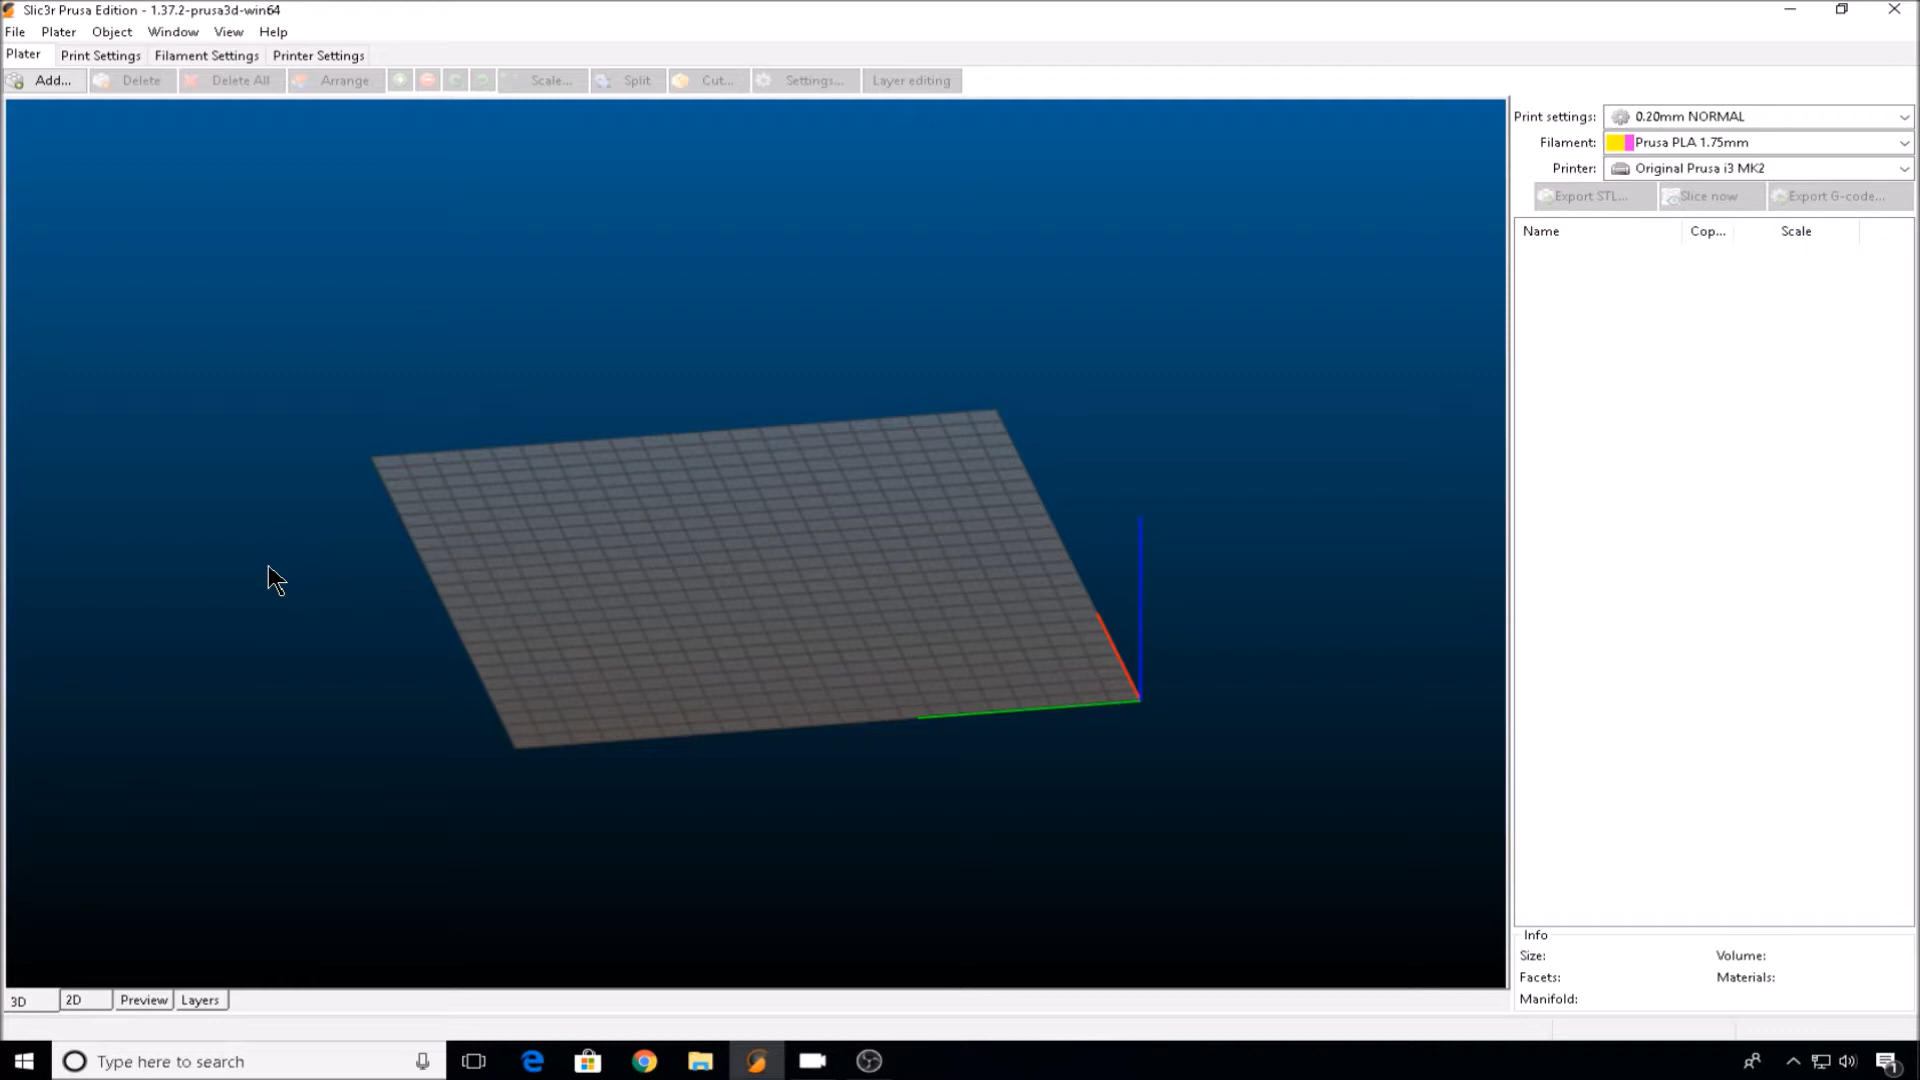 Slic3r Prusa Edition - 1.37.2-prusa3d-win64
File Plater Object Window View Help
Plater Print Settings Filament Settings Printer Settings
Add... Delete Delete All Arrange Scale... Split Cut... Settings... Layer editing
Print settings: 0.20mm NORMAL
Filament: Prusa PLA 1.75mm
Printer: Original Prusa i3 MK2
Export STL... Slice now Export G-code...
Name Cop... Scale
Info
Size: Volume:
Facets: Materials:
Manifold:
3D 2D Preview Layers
Type here to search
1